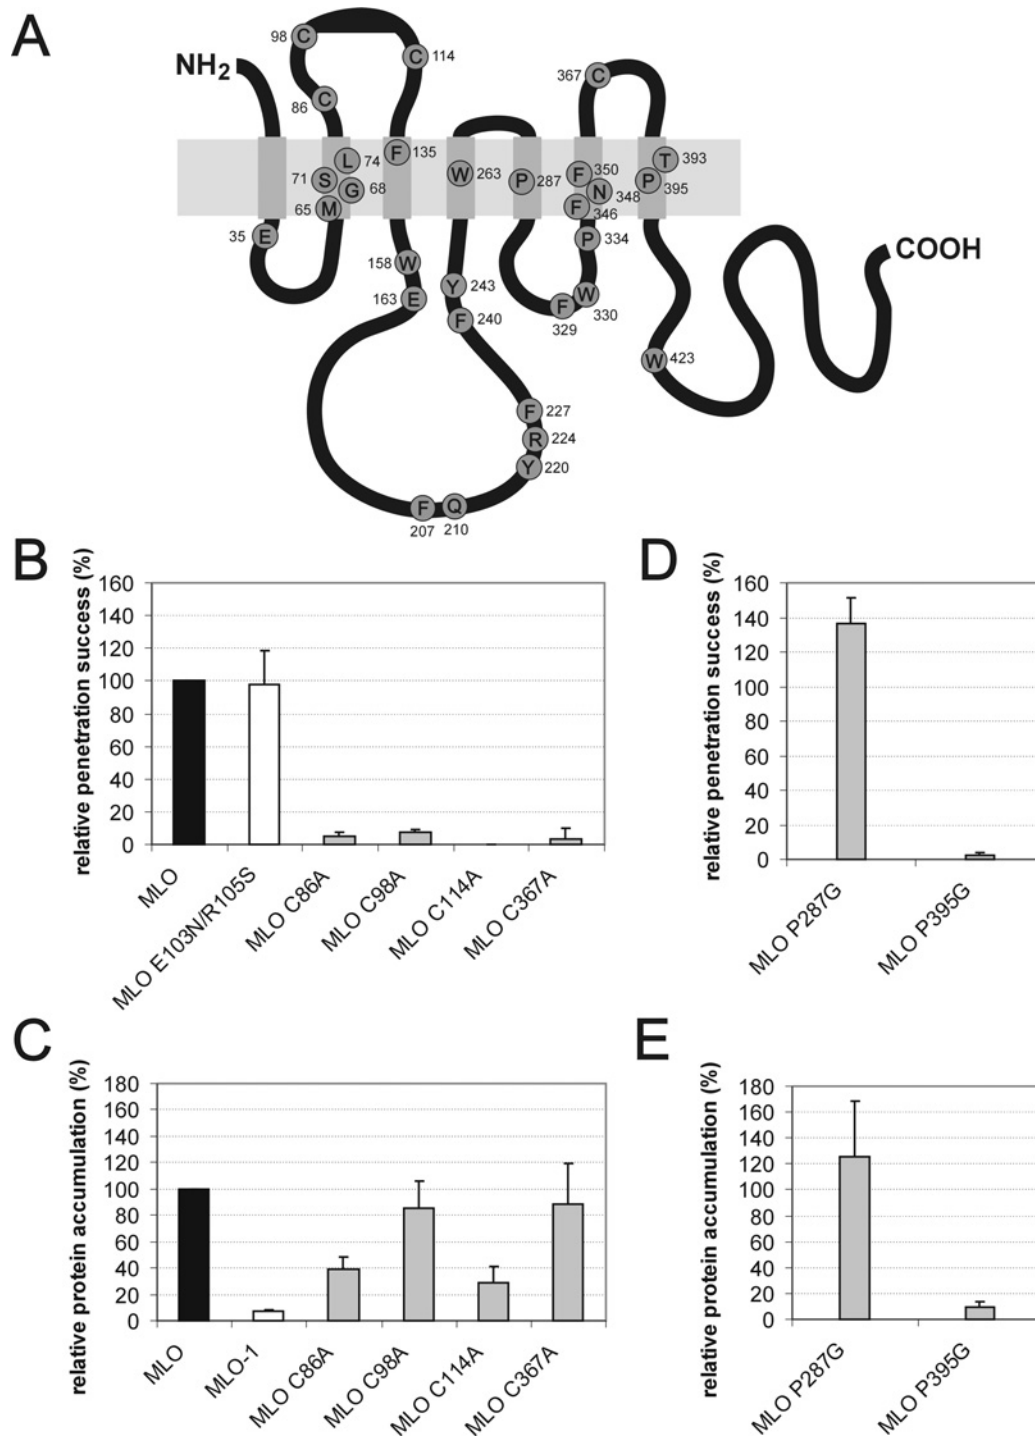 A
NH2
COOH
98 C
C 114
86 C
367 C
E 35
L 74
71 S
G 68
65 M
F 135
W 263
P 287
F 350
N 348
F 346
T 393
P 395
P 334
158 W
163 E
Y 243
F 240
F 329
W 330
W 423
F 227
R 224
Y 220
F 207
Q 210
B
relative penetration success (%)
160
140
120
100
80
60
40
20
0
MLO
MLO E103N/R105S
MLO C86A
MLO C98A
MLO C114A
MLO C367A
D
relative penetration success (%)
160
140
120
100
80
60
40
20
0
MLO P287G
MLO P395G
C
relative protein accumulation (%)
180
160
140
120
100
80
60
40
20
0
MLO
MLO-1
MLO C86A
MLO C98A
MLO C114A
MLO C367A
E
relative protein accumulation (%)
180
160
140
120
100
80
60
40
20
0
MLO P287G
MLO P395G